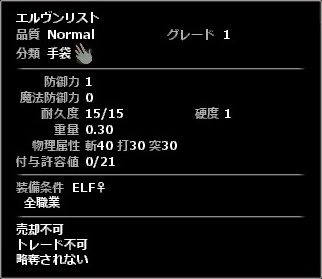 エルヴンリスト
品質 Normal グレード 1
分類 手袋
防御力 1
魔法防御力 0
耐久度 15/15 硬度 1
重量 0.30
物理属性 斬40 打30 突30
付与許容値 0/21
装備条件 ELF♀
全職業
売却不可
トレード不可
略奪されない